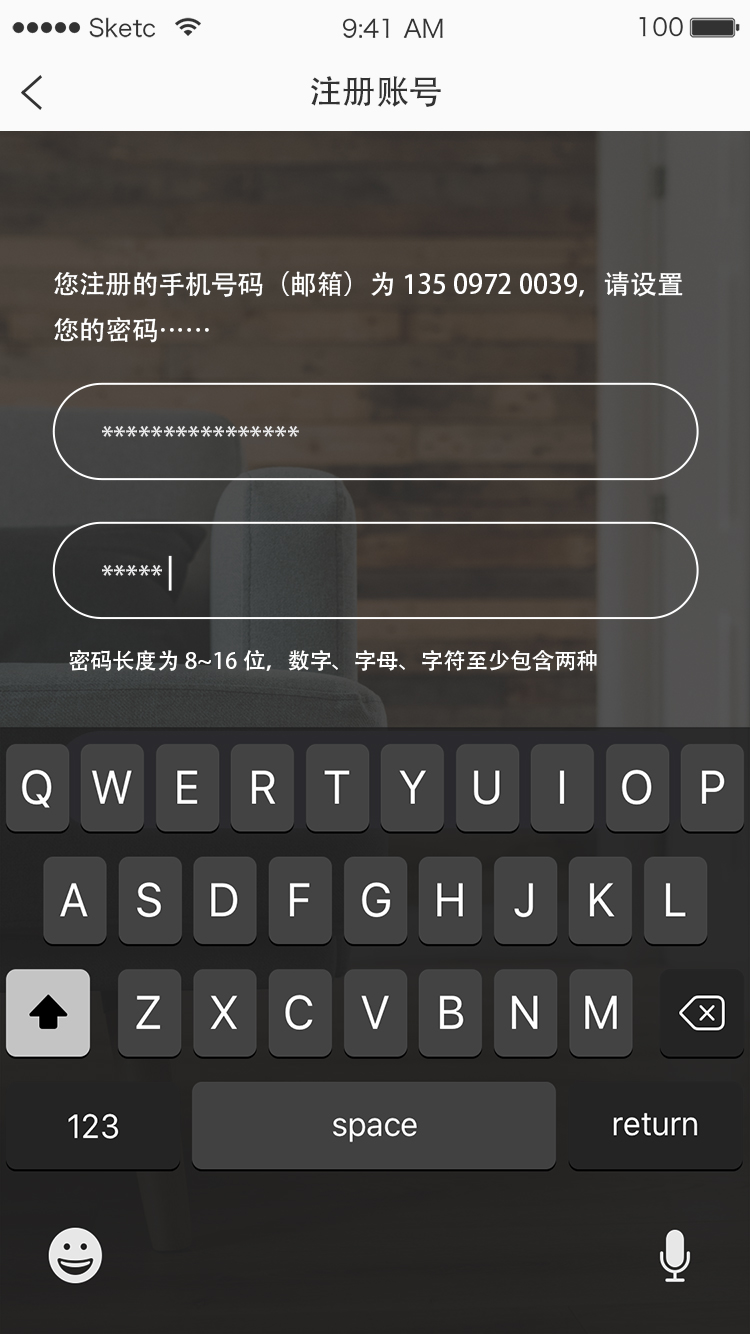 ●●●●● Sketc 9:41 AM 100
注册账号
您注册的手机号码（邮箱）为 135 0972 0039，请设置
您的密码……
****************
*****
密码长度为 8~16 位，数字、字母、字符至少包含两种
Q W E R T Y U I O P
A S D F G H J K L
Z X C V B N M
123 space return